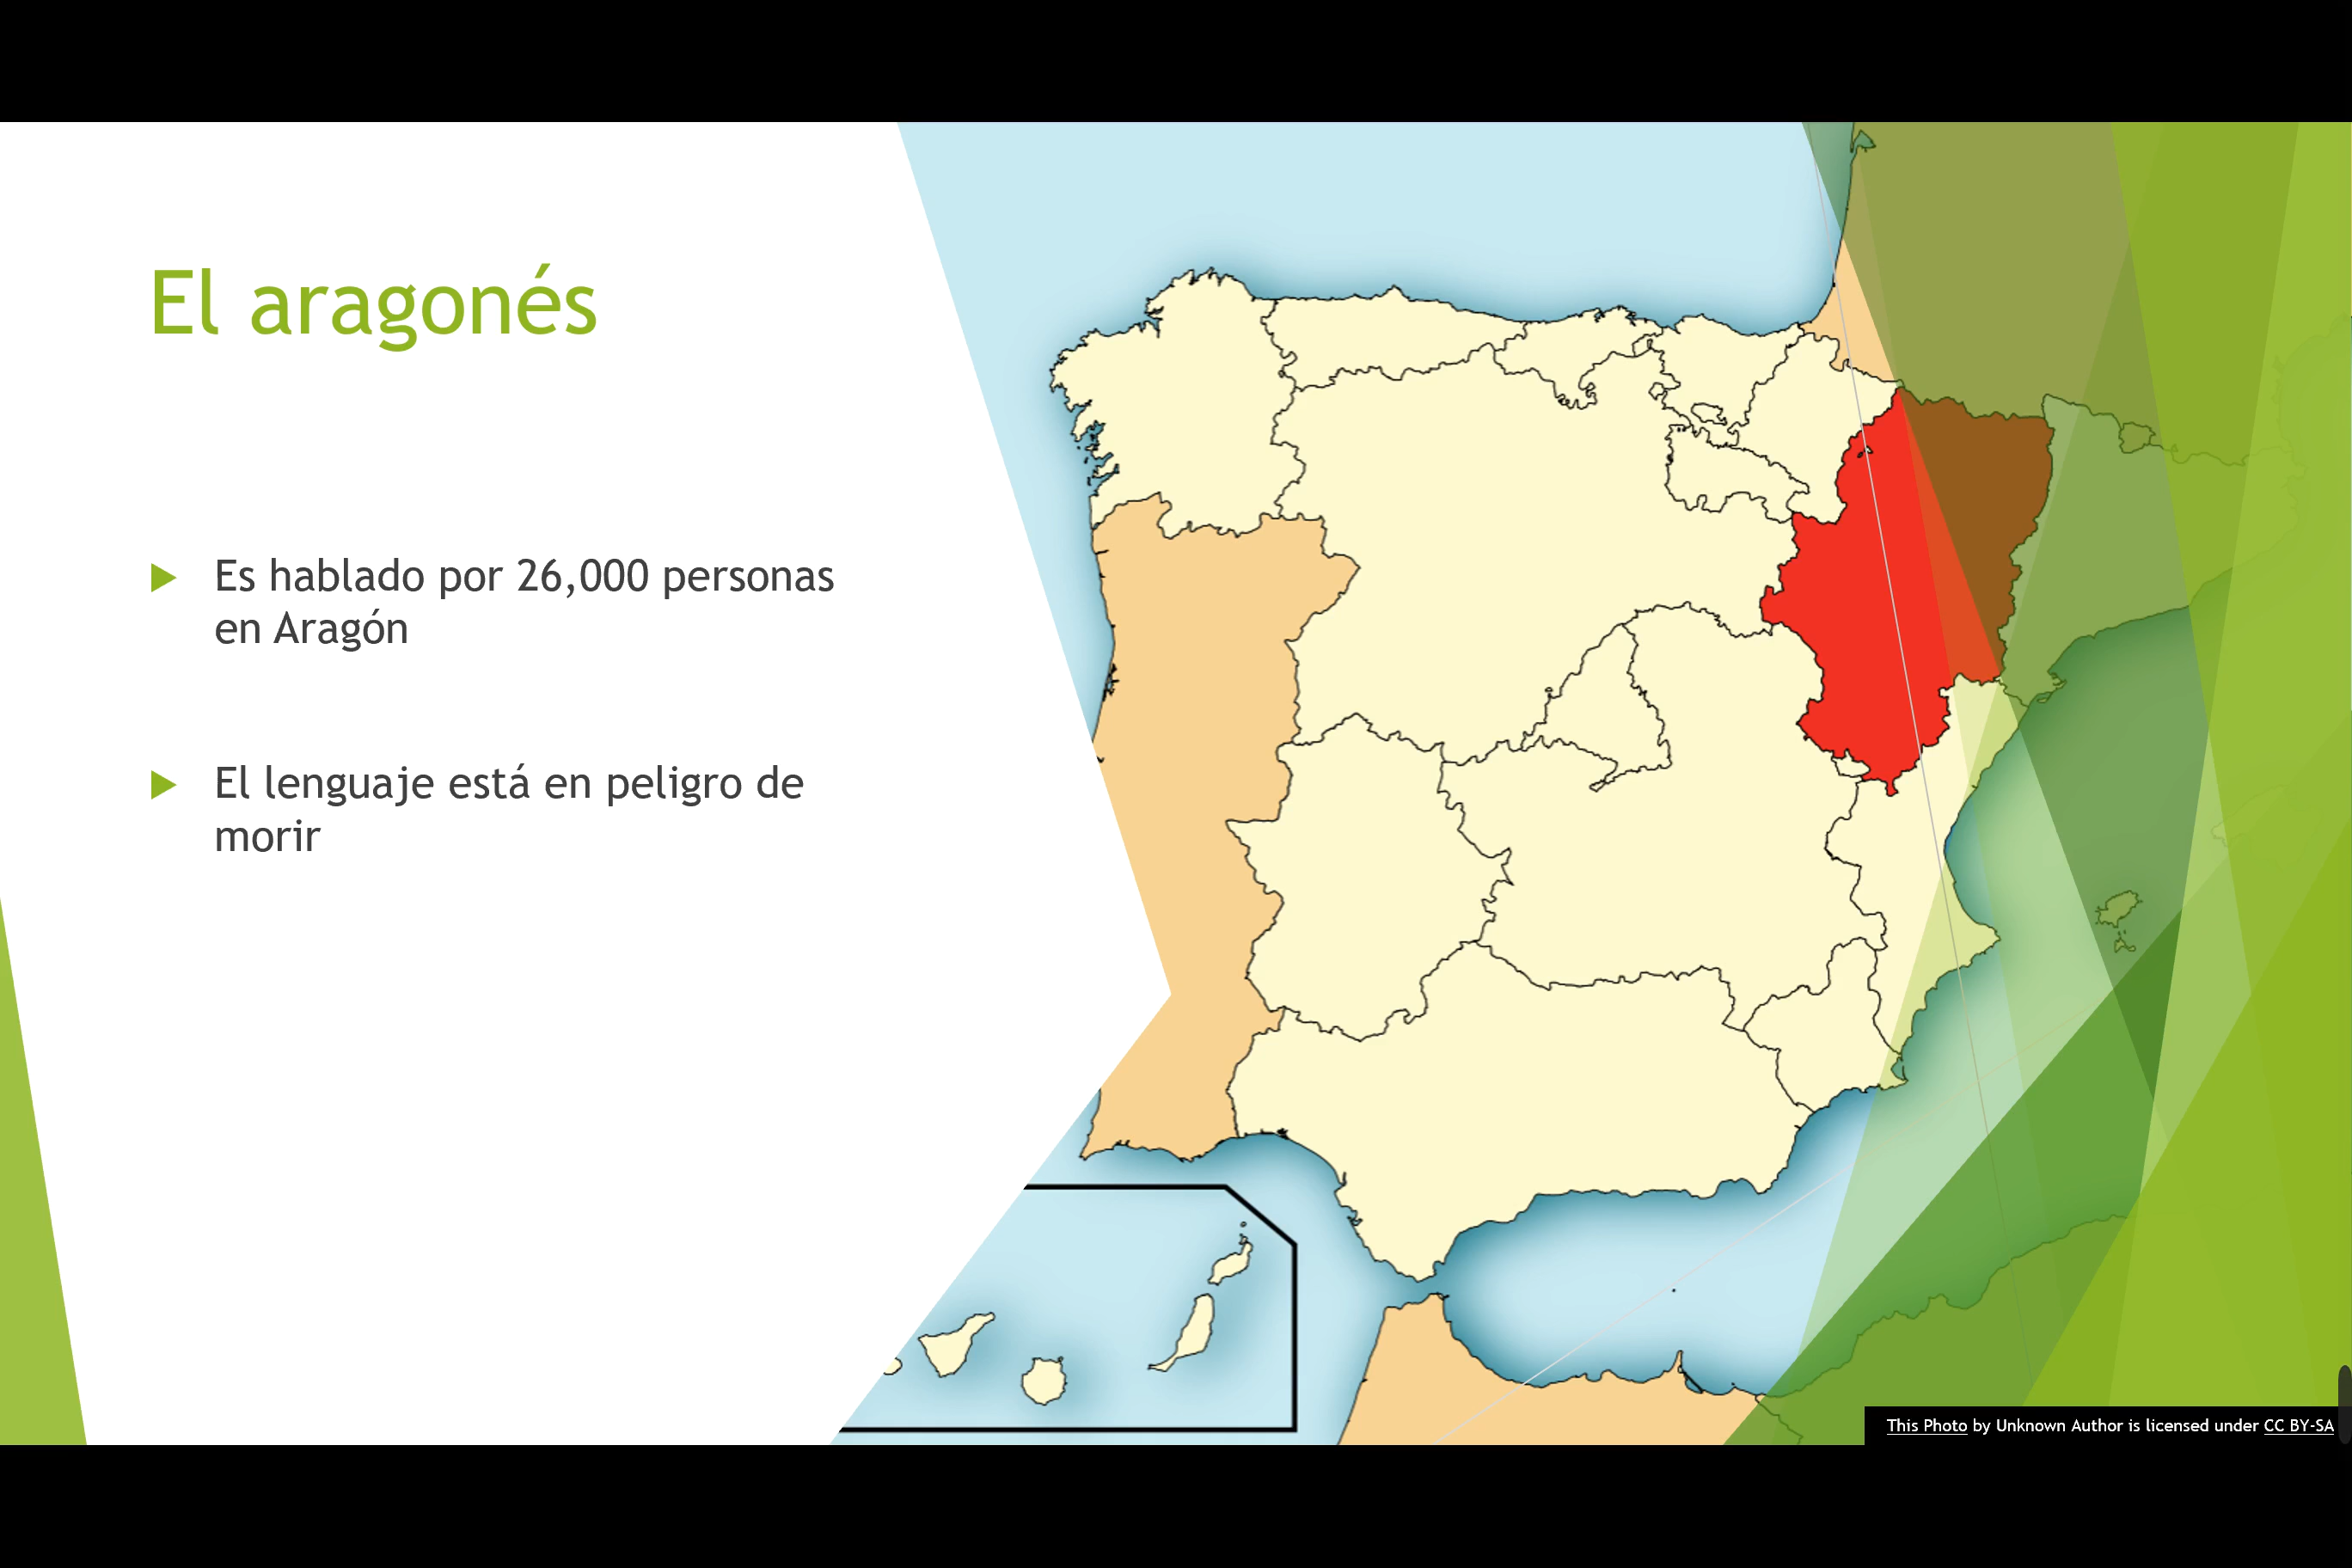 El aragonés
Es hablado por 26,000 personas
en Aragón
El lenguaje está en peligro de
morir
This Photo by Unknown Author is licensed under CC BY-SA